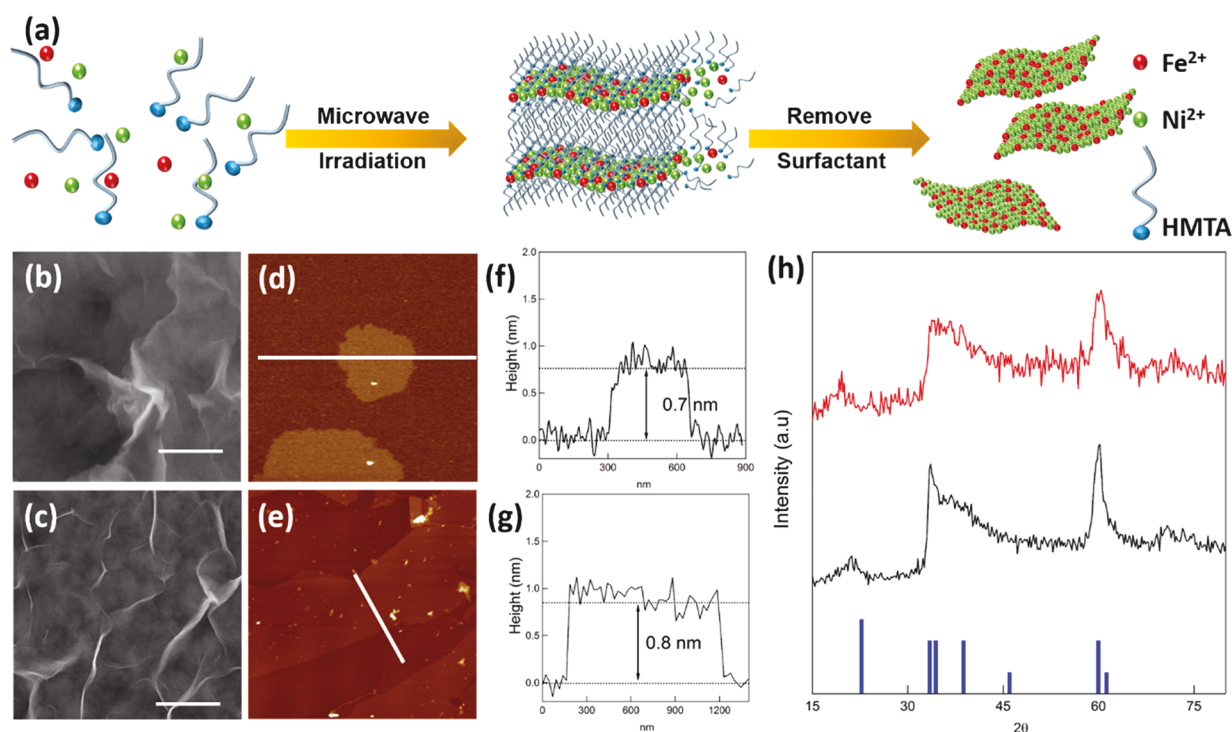 (a)
Microwave
Irradiation
Remove
Surfactant
Fe²⁺
Ni²⁺
HMTA
(b)
(c)
(d)
(e)
(f)
Height (nm)
2.0
1.5
1.0
0.5
0.0
0.7 nm
0 300 600 900
nm
(g)
Height (nm)
2.0
1.5
1.0
0.5
0.0
0.8 nm
0 300 600 900 1200
nm
(h)
Intensity (a.u)
15 30 45 60 75
2θ